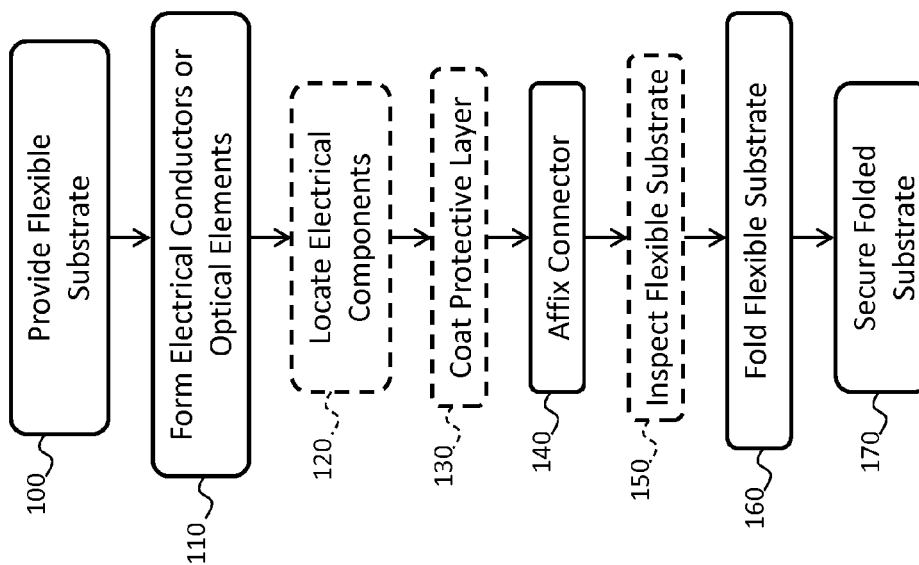 100
Provide Flexible
Substrate
110
Form Electrical Conductors or
Optical Elements
120
Locate Electrical
Components
130
Coat Protective Layer
140
Affix Connector
150
Inspect Flexible Substrate
160
Fold Flexible Substrate
170
Secure Folded
Substrate